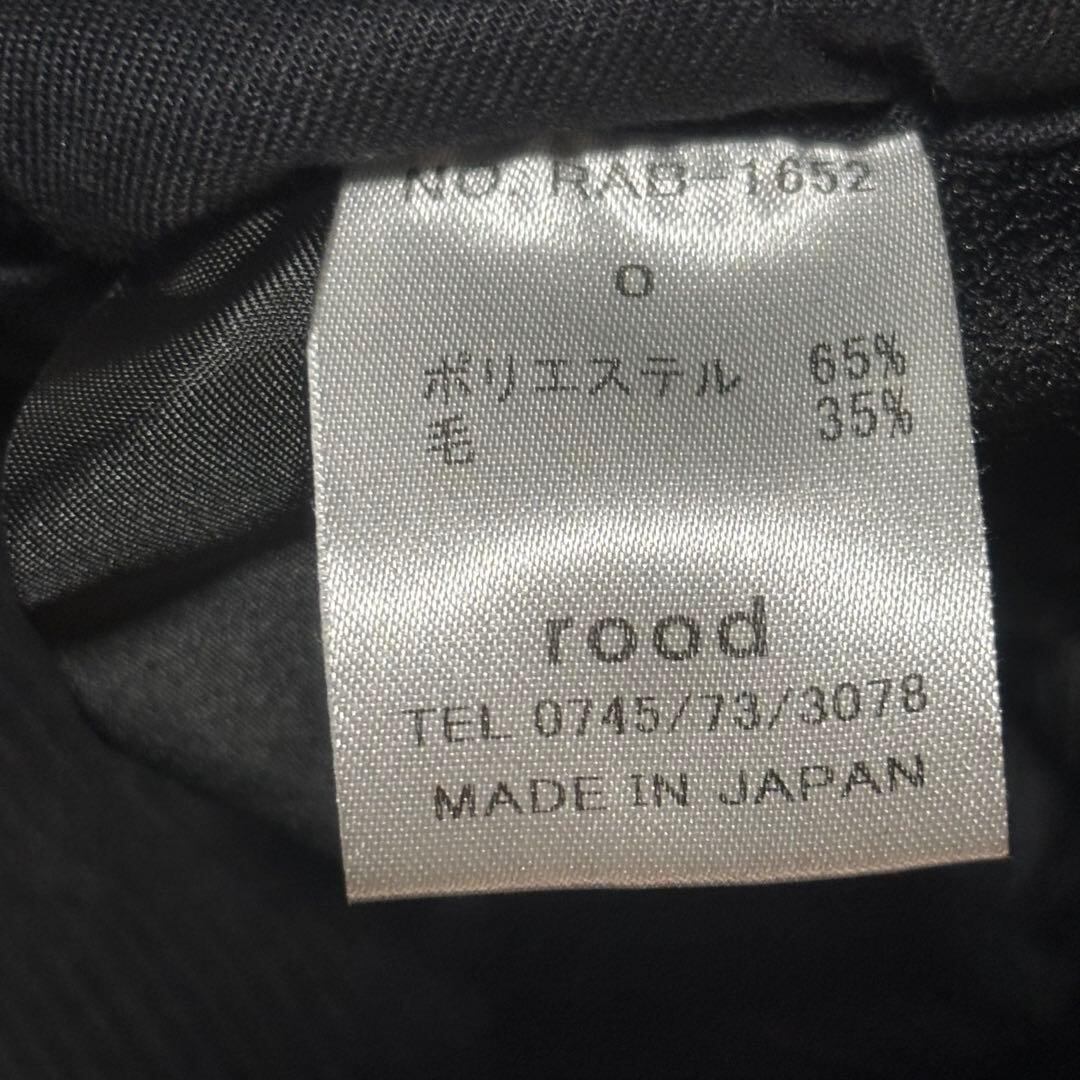 NO. RAB-1652
0
ポリエステル 65%
毛 35%
rood
TEL 0745/73/3078
MADE IN JAPAN